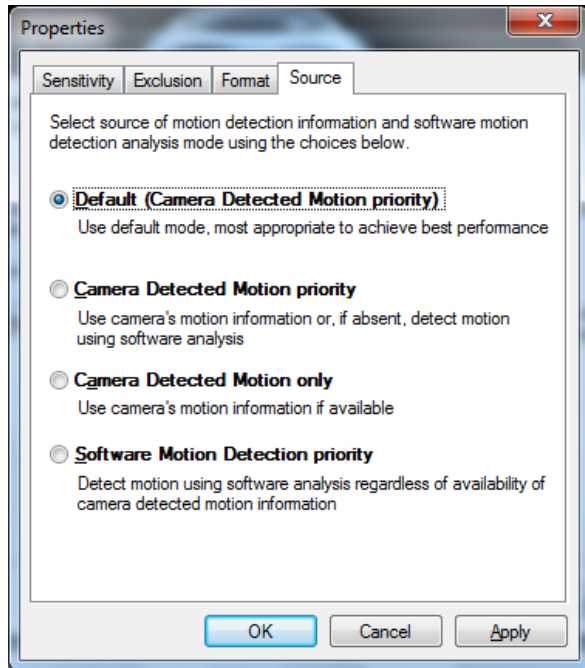 Properties
Sensitivity Exclusion Format Source
Select source of motion detection information and software motion
detection analysis mode using the choices below.
Default (Camera Detected Motion priority)
Use default mode, most appropriate to achieve best performance
Camera Detected Motion priority
Use camera's motion information or, if absent, detect motion
using software analysis
Camera Detected Motion only
Use camera's motion information if available
Software Motion Detection priority
Detect motion using software analysis regardless of availability of
camera detected motion information
OK Cancel Apply